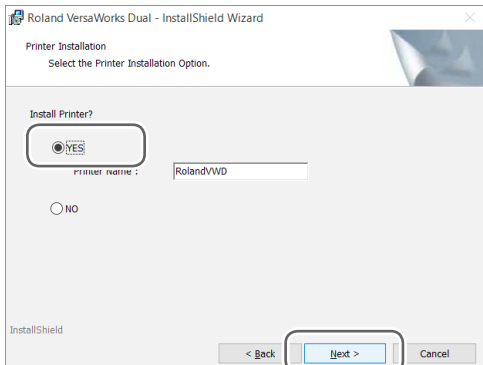 Roland VersaWorks Dual - InstallShield Wizard
Printer Installation
Select the Printer Installation Option.
Install Printer?
YES
Printer Name :
RolandVWD
NO
InstallShield
< Back
Next >
Cancel